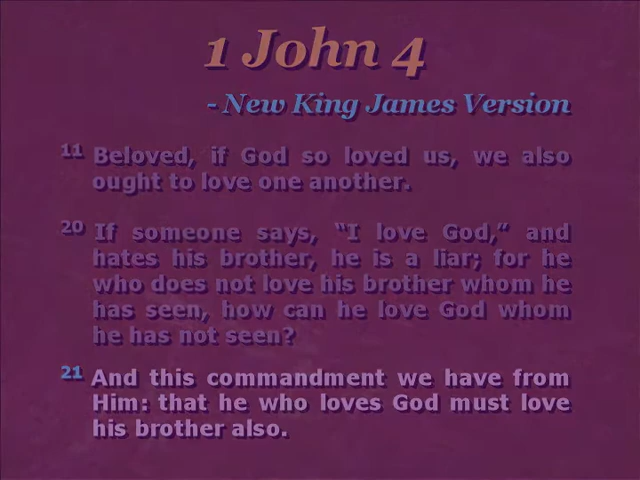 1 John 4
- New King James Version
11 Beloved, if God so loved us, we also
ought to love one another.
20 If someone says, “I love God,” and
hates his brother, he is a liar; for he
who does not love his brother whom he
has seen, how can he love God whom
he has not seen?
21 And this commandment we have from
Him: that he who loves God must love
his brother also.